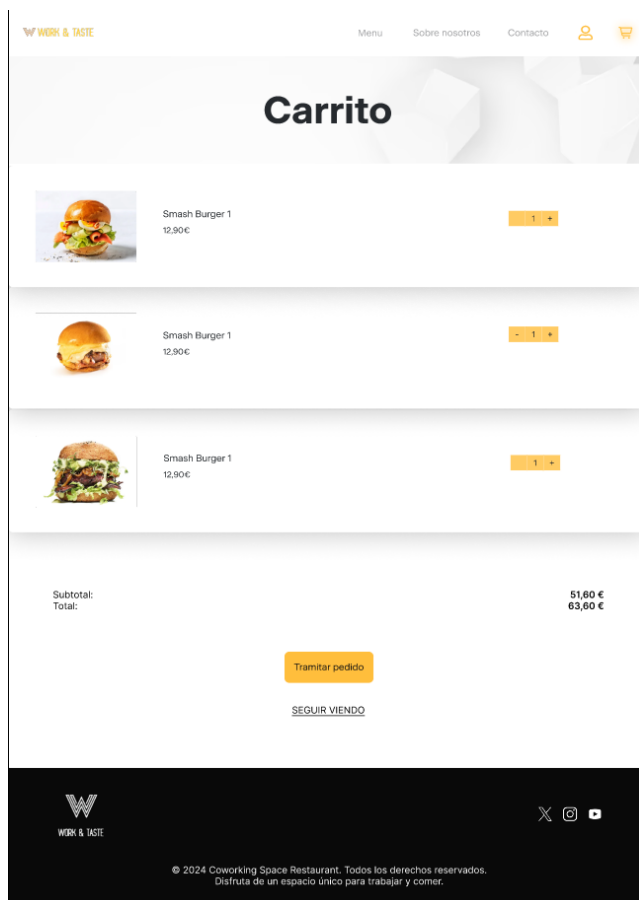 WORK & TASTE
Menu Sobre nosotros Contacto
Carrito
Smash Burger 1
12,90€
1 +
Smash Burger 1
12,90€
- 1 +
Smash Burger 1
12,90€
1 +
Subtotal: 51,60 €
Total: 63,60 €
Tramitar pedido
SEGUIR VIENDO
WORK & TASTE
© 2024 Coworking Space Restaurant. Todos los derechos reservados.
Disfruta de un espacio único para trabajar y comer.